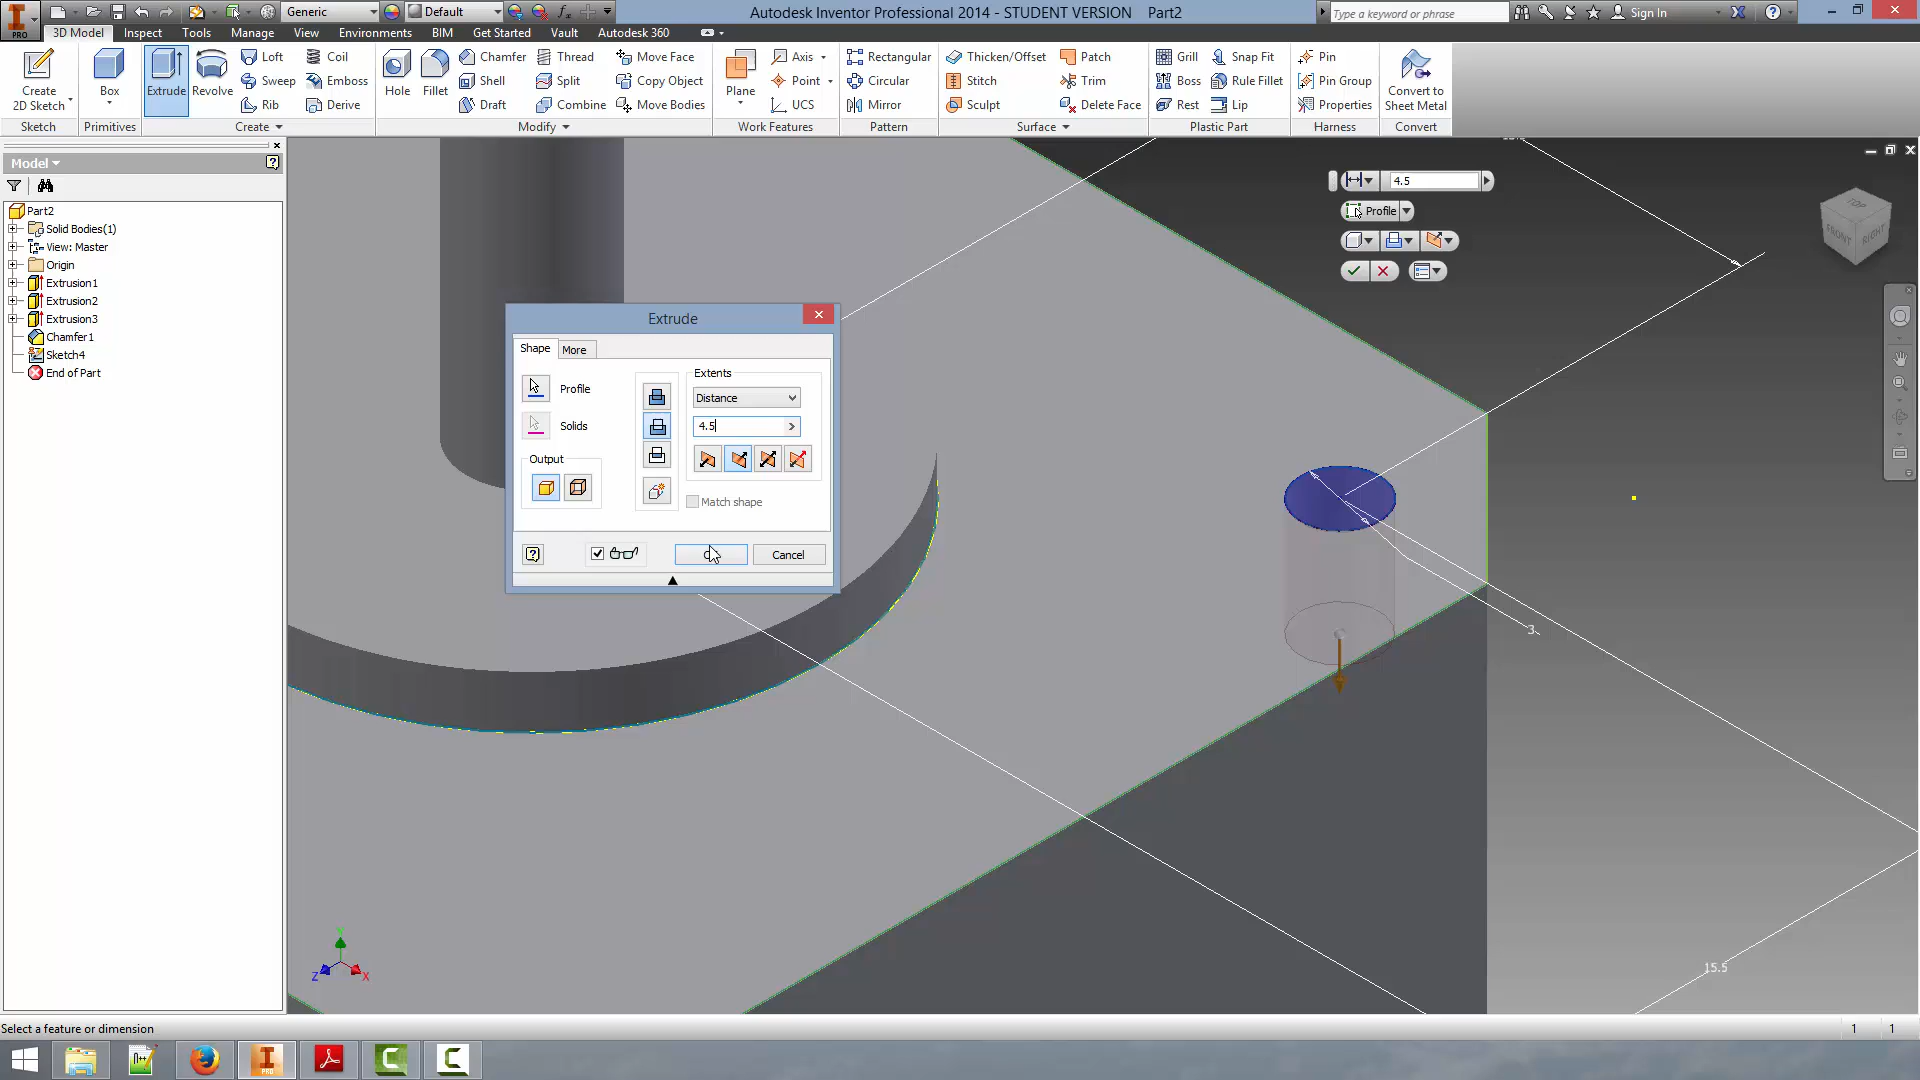 Generic
Default
Autodesk Inventor Professional 2014 - STUDENT VERSION Part2
Type a keyword or phrase
Sign In
PRO
3D Model
Inspect
Tools
Manage
View
Environments
BIM
Get Started
Vault
Autodesk 360
Create
2D Sketch
Box
Extrude
Revolve
Loft
Coil
Sweep
Emboss
Rib
Derive
Hole
Fillet
Chamfer
Thread
Move Face
Shell
Split
Copy Object
Draft
Combine
Move Bodies
Plane
Axis
Point
UCS
Rectangular
Circular
Mirror
Thicken/Offset
Patch
Stitch
Trim
Sculpt
Delete Face
Grill
Snap Fit
Boss
Rule Fillet
Rest
Lip
Pin
Pin Group
Properties
Convert to
Sheet Metal
Sketch
Primitives
Create
Modify
Work Features
Pattern
Surface
Plastic Part
Harness
Convert
Model
Part2
Solid Bodies(1)
View: Master
Origin
Extrusion1
Extrusion2
Extrusion3
Chamfer1
Sketch4
End of Part
4.5
Profile
TOP
FRONT
RIGHT
Extrude
Shape
More
Profile
Solids
Output
Extents
Distance
4.5
Match shape
Cancel
3
15.5
Y
Z
X
Select a feature or dimension
1
1
PRO